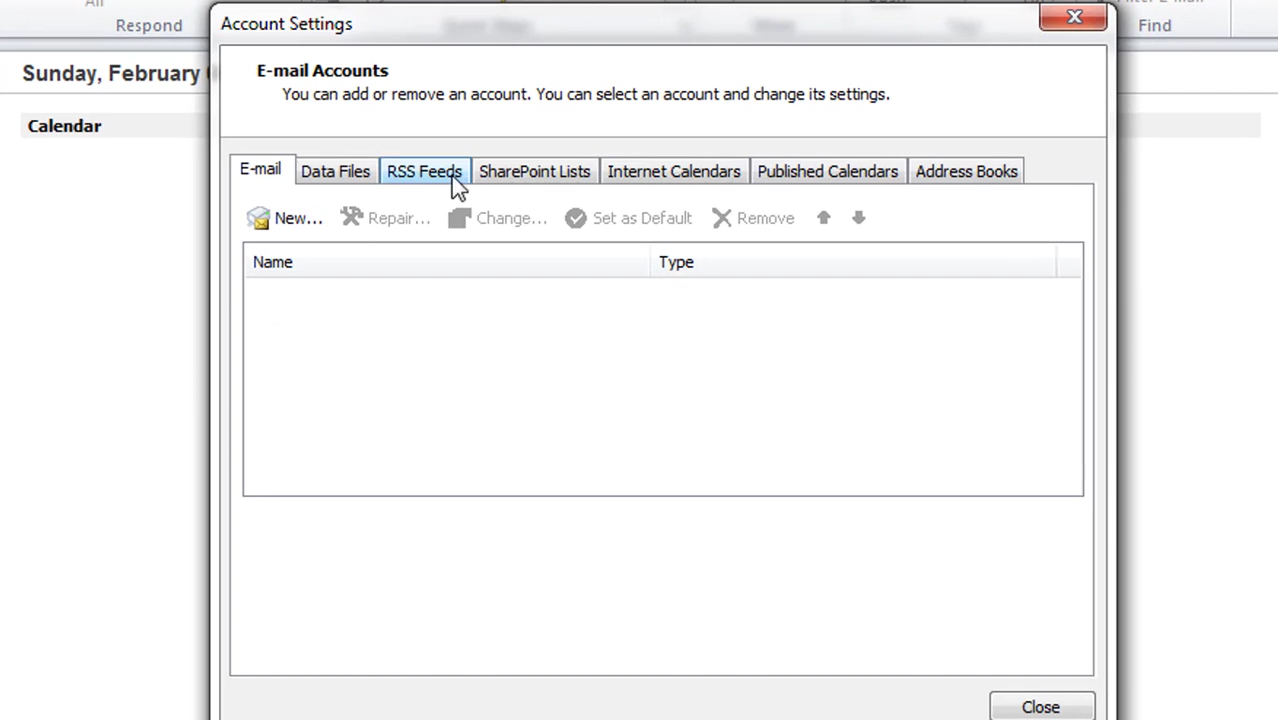 All
Respond
Find
Account Settings
Sunday, February
E-mail Accounts
You can add or remove an account. You can select an account and change its settings.
Calendar
E-mail Data Files RSS Feeds SharePoint Lists Internet Calendars Published Calendars Address Books
New... Repair... Change... Set as Default Remove
Name Type
Close